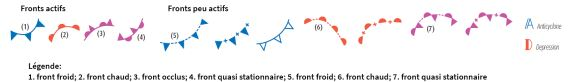 Fronts actifs
Fronts peu actifs
(1)
(2)
(3)
(4)
(5)
(6)
(7)
A Anticyclone
D Dépression
Légende:
1. front froid; 2. front chaud; 3. front occlus; 4. front quasi stationnaire; 5. front froid; 6. front chaud; 7. front quasi stationnaire